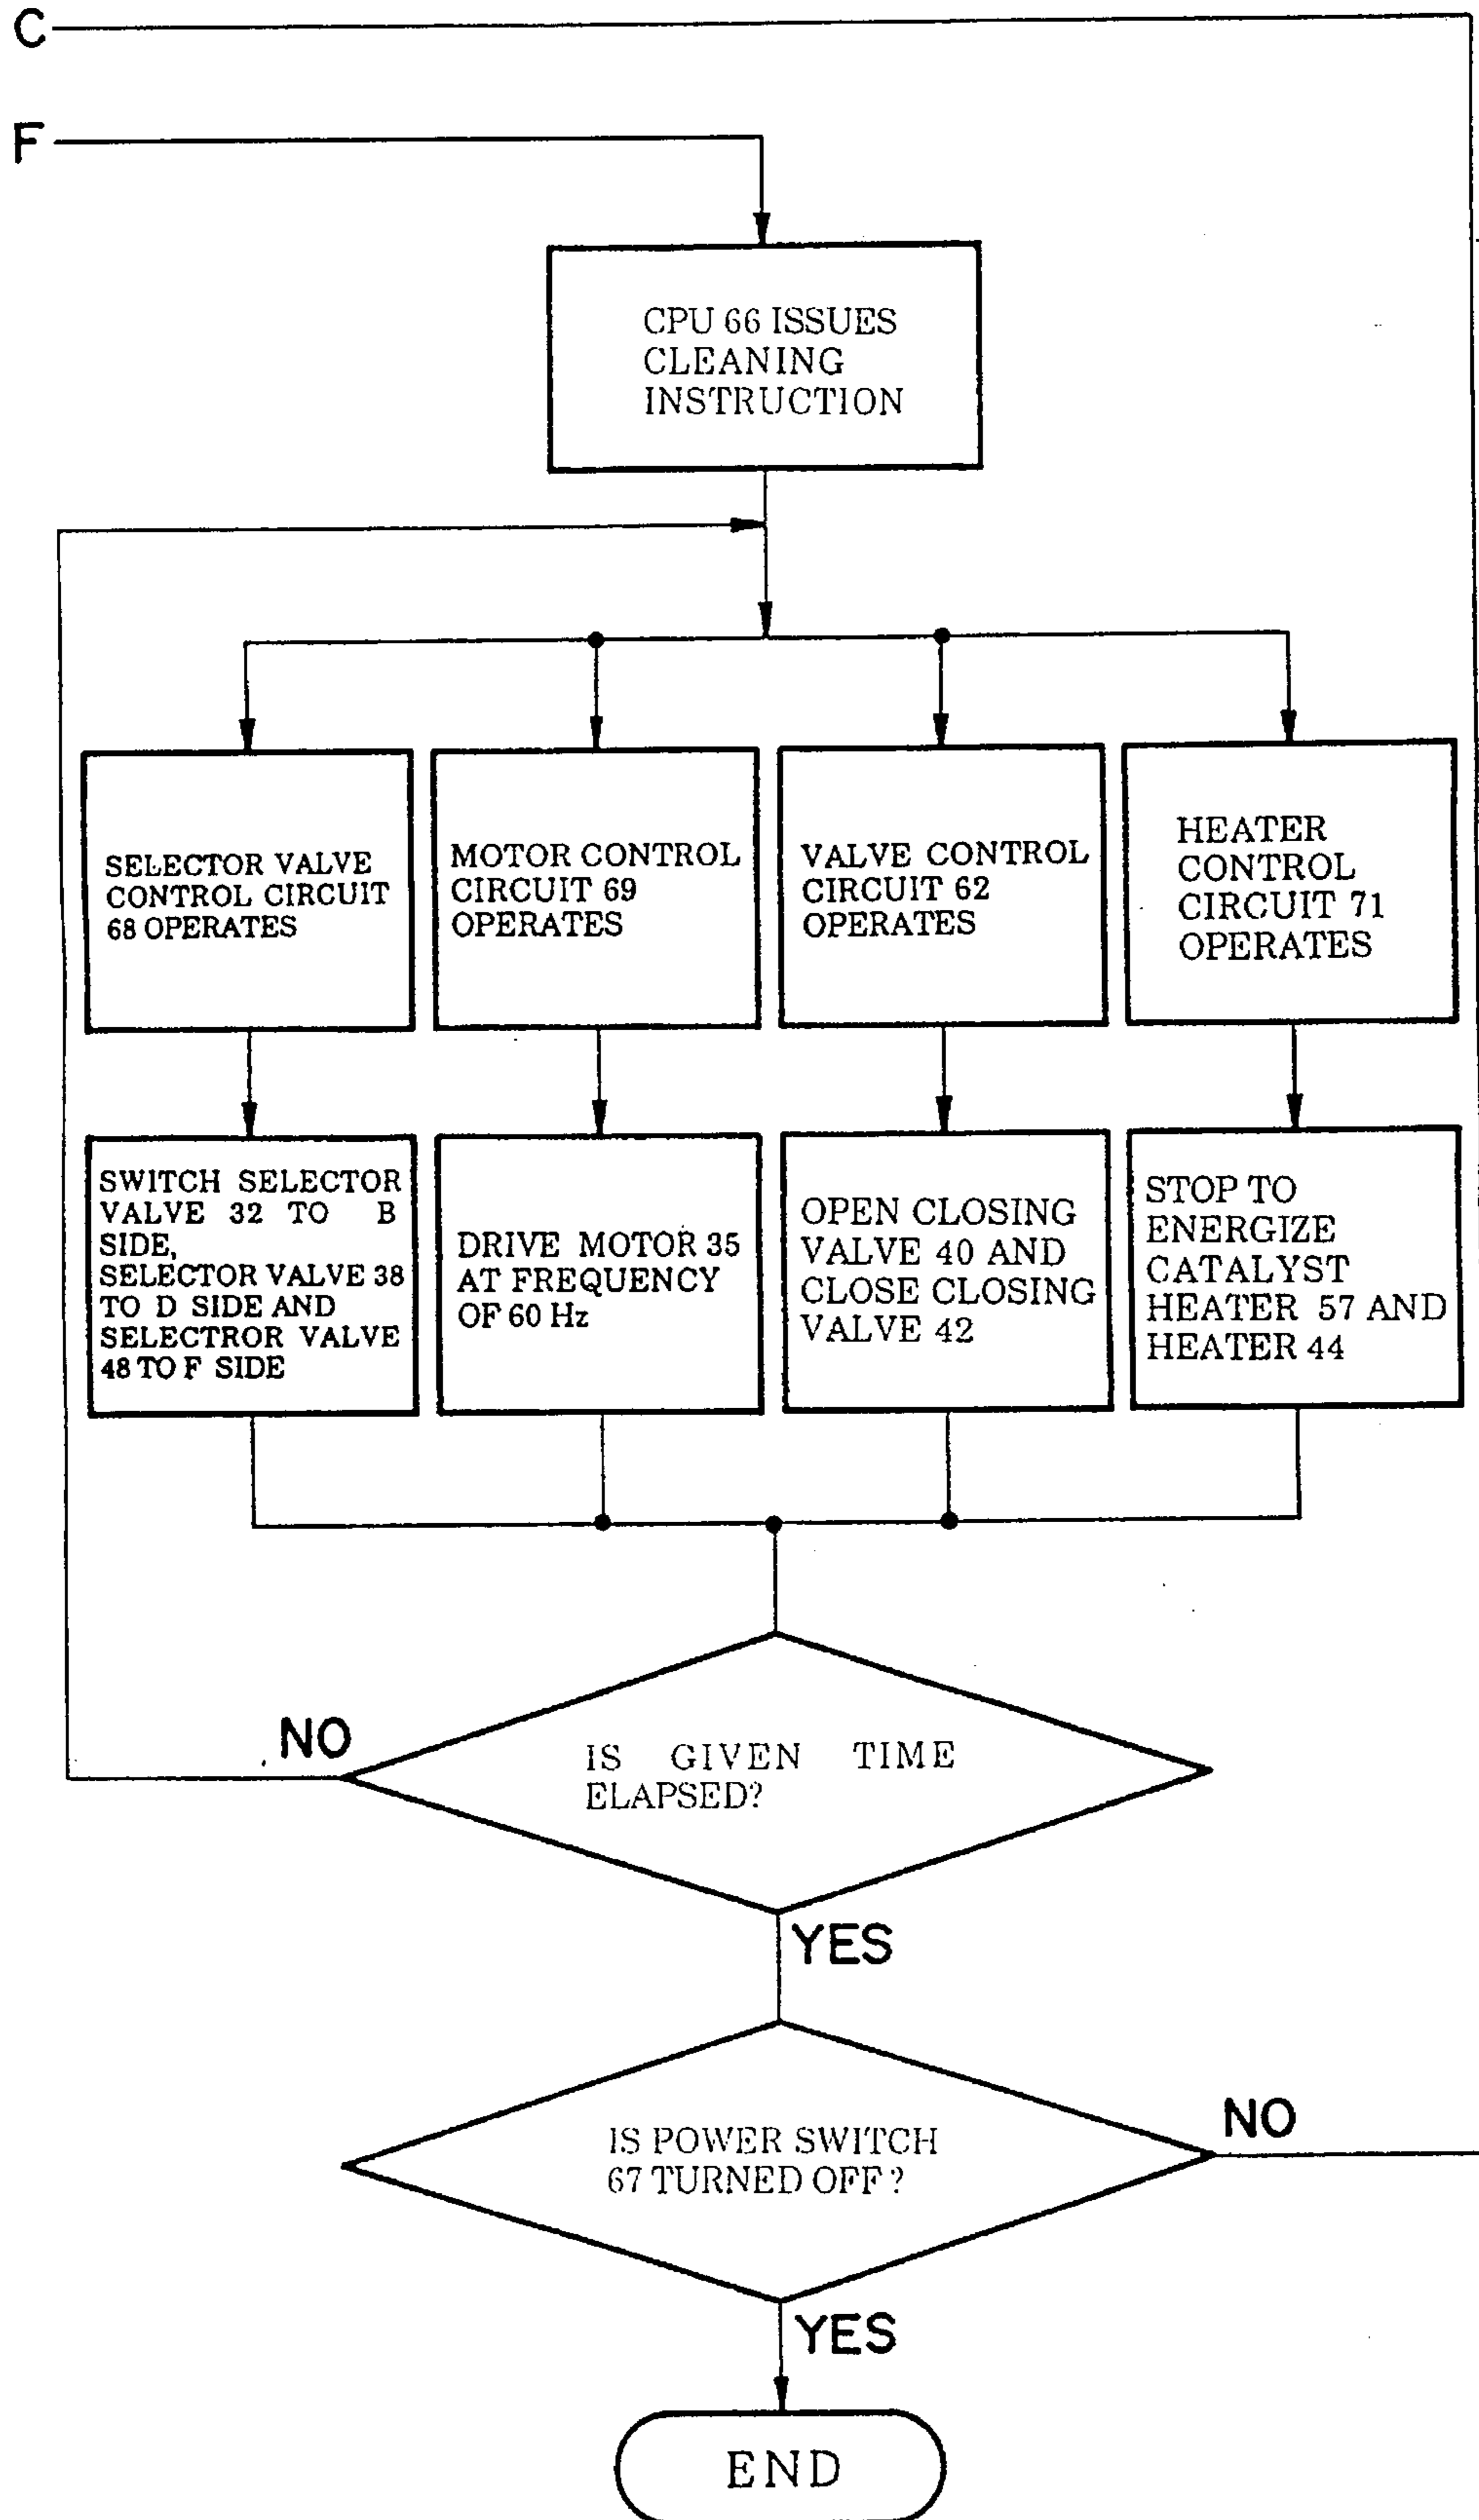 C
F
CPU 66 ISSUES
CLEANING
INSTRUCTION
SELECTOR VALVE
CONTROL CIRCUIT
68 OPERATES
MOTOR CONTROL
CIRCUIT 69
OPERATES
VALVE CONTROL
CIRCUIT 62
OPERATES
HEATER
CONTROL
CIRCUIT 71
OPERATES
SWITCH SELECTOR
VALVE 32 TO B
SIDE,
SELECTOR VALVE 38
TO D SIDE AND
SELECTROR VALVE
48 TO F SIDE
DRIVE MOTOR 35
AT FREQUENCY
OF 60 Hz
OPEN CLOSING
VALVE 40 AND
CLOSE CLOSING
VALVE 42
STOP TO
ENERGIZE
CATALYST
HEATER 57 AND
HEATER 44
NO
IS GIVEN TIME
ELAPSED?
YES
NO
IS POWER SWITCH
67 TURNED OFF ?
YES
END